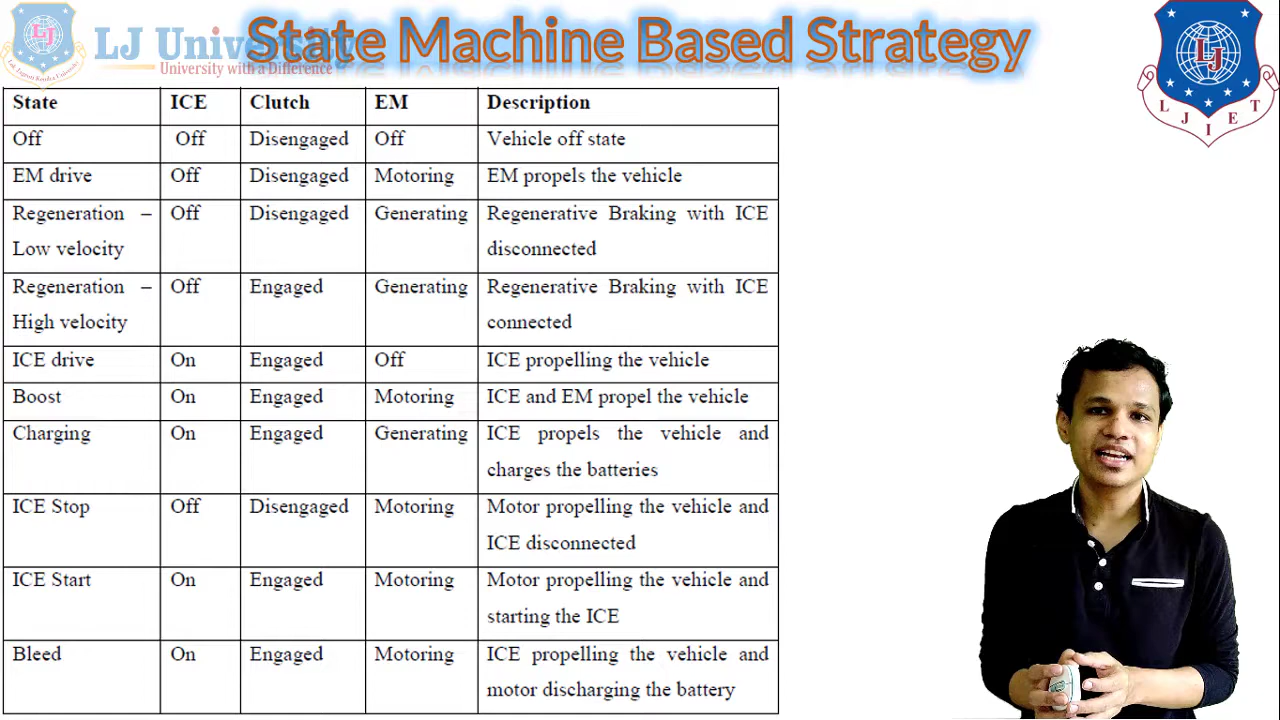 LJ University
University with a Difference
State Machine Based Strategy
LJ
L J I E T
State ICE Clutch EM Description
Off Off Disengaged Off Vehicle off state
EM drive Off Disengaged Motoring EM propels the vehicle
Regeneration – Off Disengaged Generating Regenerative Braking with ICE
Low velocity disconnected
Regeneration – Off Engaged Generating Regenerative Braking with ICE
High velocity connected
ICE drive On Engaged Off ICE propelling the vehicle
Boost On Engaged Motoring ICE and EM propel the vehicle
Charging On Engaged Generating ICE propels the vehicle and
charges the batteries
ICE Stop Off Disengaged Motoring Motor propelling the vehicle and
ICE disconnected
ICE Start On Engaged Motoring Motor propelling the vehicle and
starting the ICE
Bleed On Engaged Motoring ICE propelling the vehicle and
motor discharging the battery